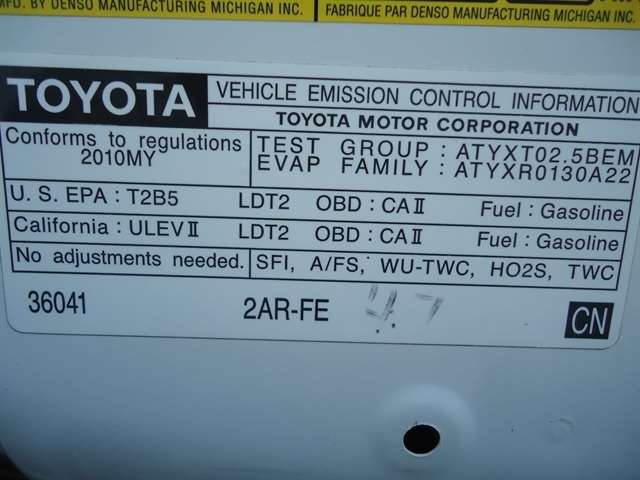 MFG. BY DENSO MANUFACTURING MICHIGAN INC.
FABRIQUE PAR DENSO MANUFACTURING MICHIGAN INC.
TOYOTA
VEHICLE EMISSION CONTROL INFORMATION
TOYOTA MOTOR CORPORATION
Conforms to regulations
2010MY
TEST GROUP : ATYXT02.5BEM
EVAP FAMILY : ATYXR0130A22
U. S. EPA : T2B5 LDT2 OBD : CAⅡ Fuel : Gasoline
California : ULEVⅡ LDT2 OBD : CAⅡ Fuel : Gasoline
No adjustments needed. SFI, A/FS, WU-TWC, HO2S, TWC
36041 2AR-FE 47
CN